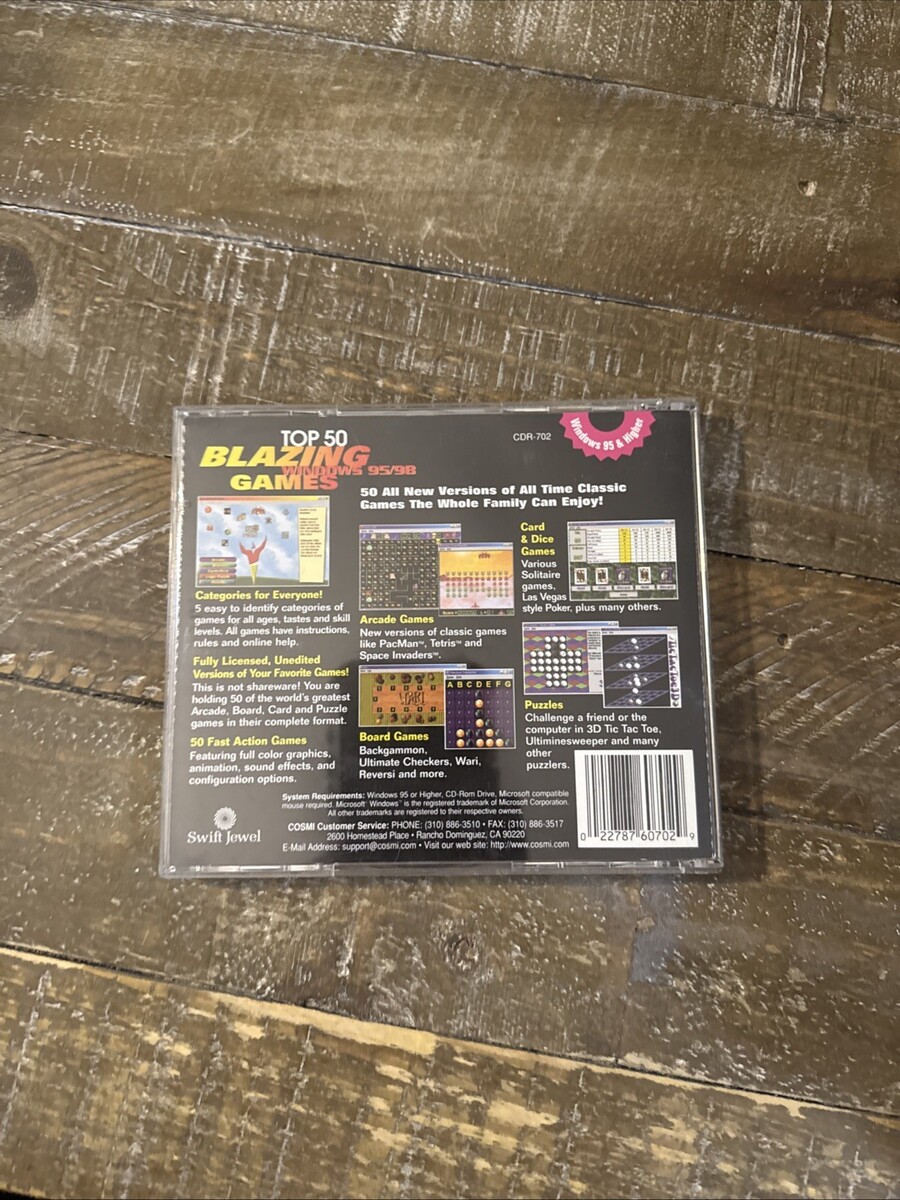 TOP 50
BLAZING
WINDOWS 95/98
GAMES
CDR-702
Windows 95 & Higher
50 All New Versions of All Time Classic
Games The Whole Family Can Enjoy!
Categories for Everyone!
5 easy to identify categories of
games for all ages, tastes and skill
levels. All games have instructions,
rules and online help.
Fully Licensed, Unedited
Versions of Your Favorite Games!
This is not shareware! You are
holding 50 of the world's greatest
Arcade, Board, Card and Puzzle
games in their complete format.
50 Fast Action Games
Featuring full color graphics,
animation, sound effects, and
configuration options.
Arcade Games
New versions of classic games
like PacMan™, Tetris™ and
Space Invaders™.
WARI
A B C D E F G
Board Games
Backgammon,
Ultimate Checkers, Wari,
Reversi and more.
Card
& Dice
Games
Various
Solitaire
games,
Las Vegas
style Poker, plus many others.
Puzzles
Challenge a friend or the
computer in 3D Tic Tac Toe,
Ultiminesweeper and many
other
puzzlers.
System Requirements: Windows 95 or Higher, CD-Rom Drive, Microsoft compatible
mouse required. Microsoft® Windows™ is the registered trademark of Microsoft Corporation.
All other trademarks are registered to their respective owners.
Swift Jewel
COSMI Customer Service: PHONE: (310) 886-3510 • FAX: (310) 886-3517
2600 Homestead Place • Rancho Dominguez, CA 90220
E-Mail Address: support@cosmi.com • Visit our web site: http://www.cosmi.com
0 22787 60702 9